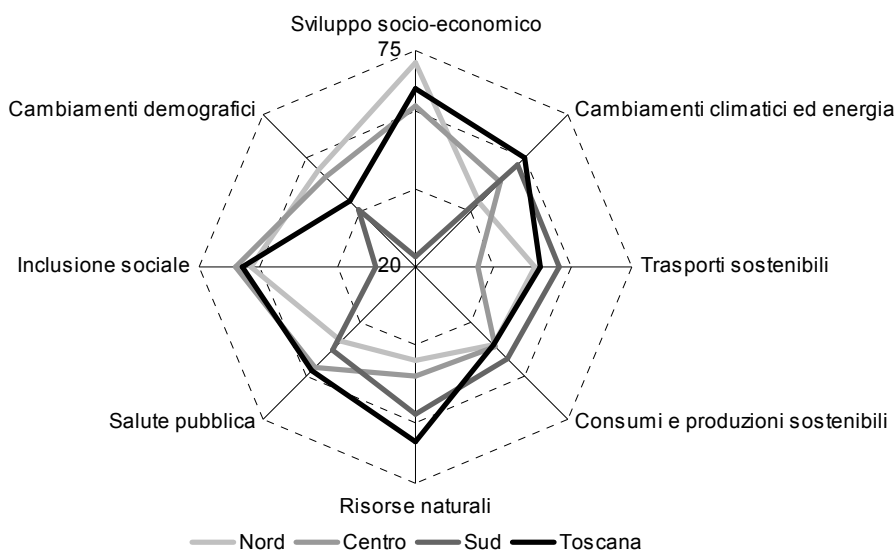 Sviluppo socio-economico
75
Cambiamenti demografici
Cambiamenti climatici ed energia
Inclusione sociale
20
Trasporti sostenibili
Salute pubblica
Consumi e produzioni sostenibili
Risorse naturali
Nord Centro Sud Toscana